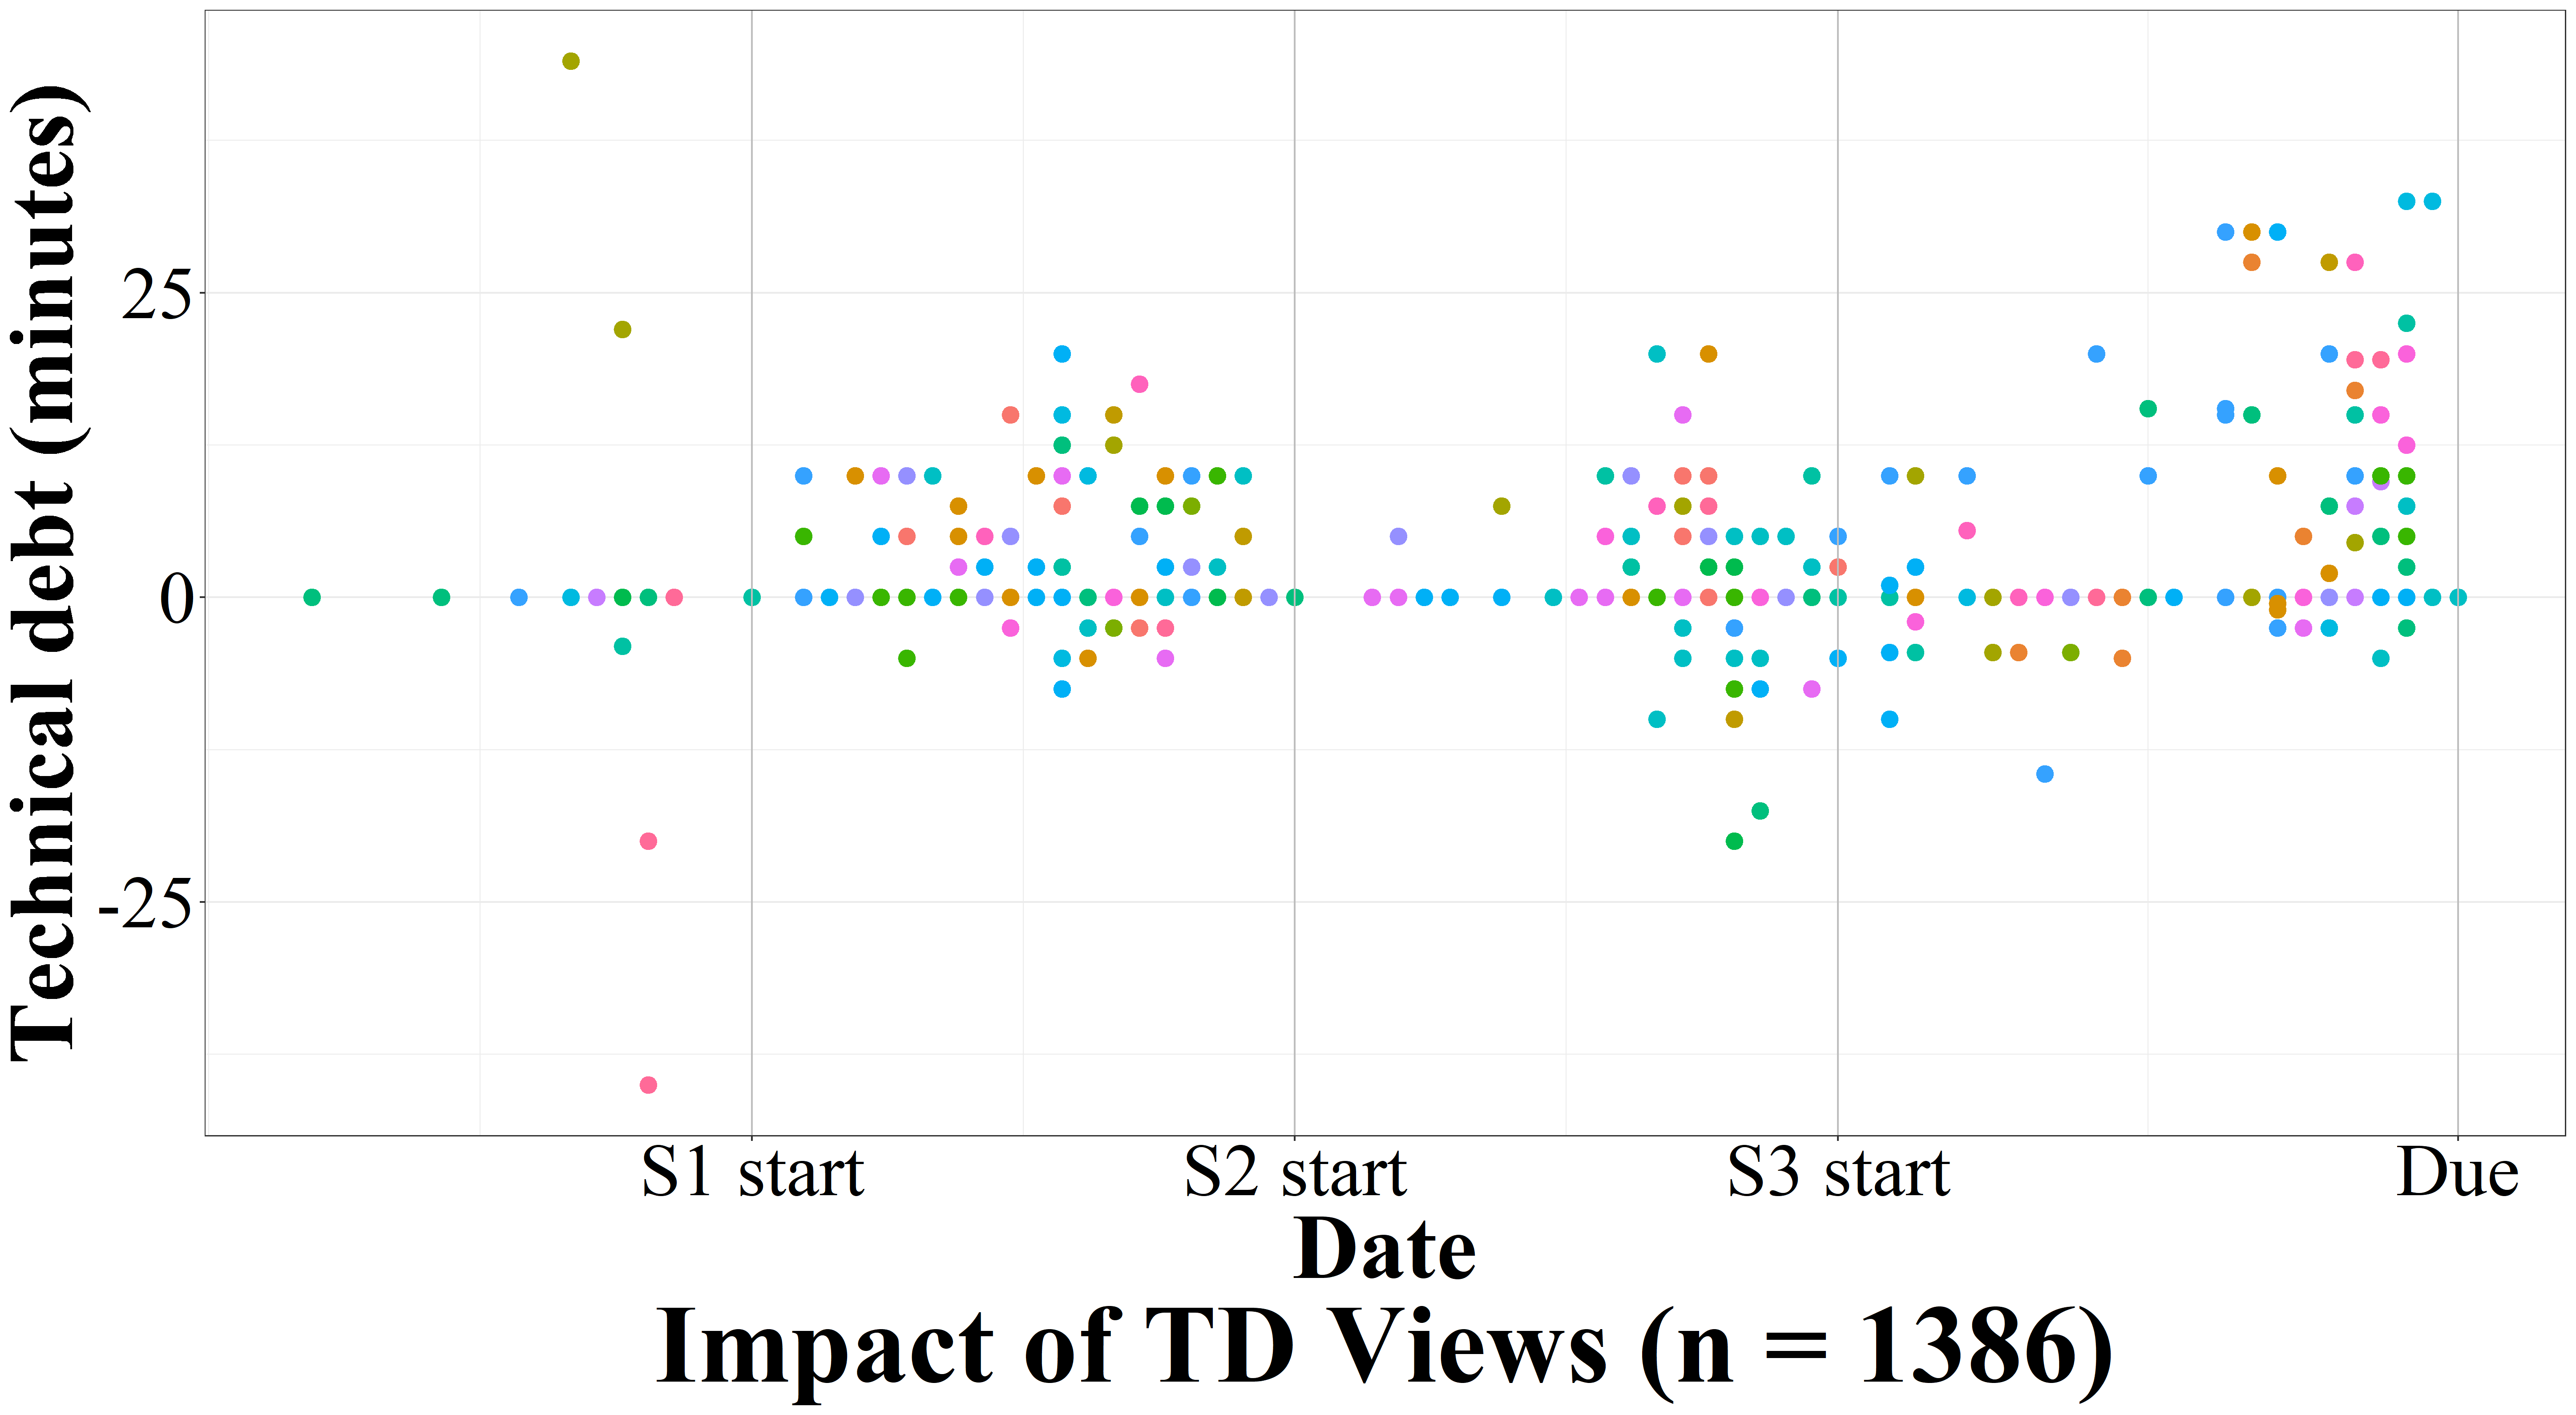 Technical debt (minutes)
25
0
-25
S1 start
S2 start
S3 start
Due
Date
Impact of TD Views (n = 1386)